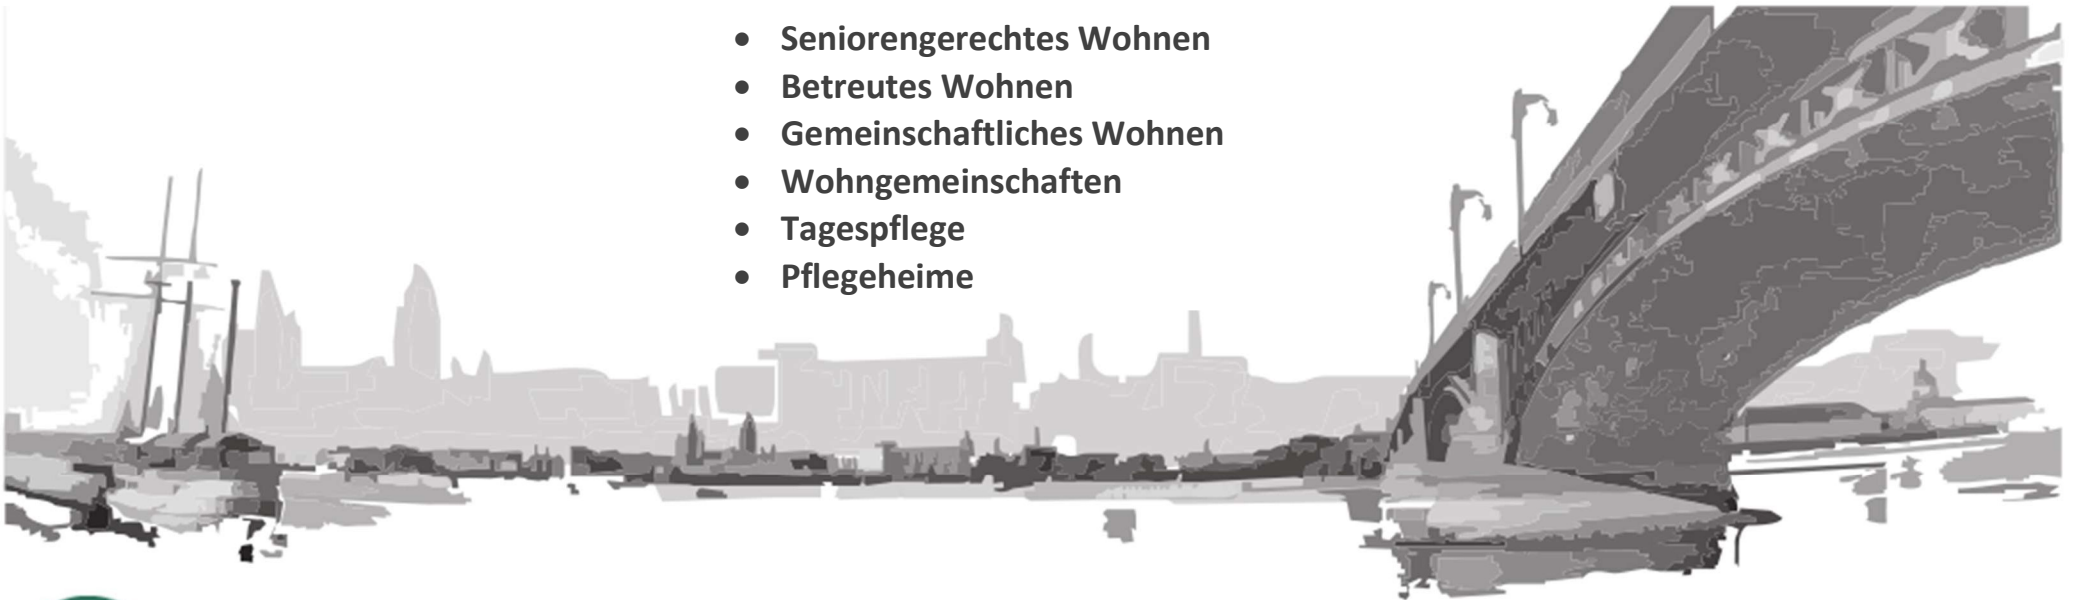 • Seniorengerechtes Wohnen
• Betreutes Wohnen
• Gemeinschaftliches Wohnen
• Wohngemeinschaften
• Tagespflege
• Pflegeheime